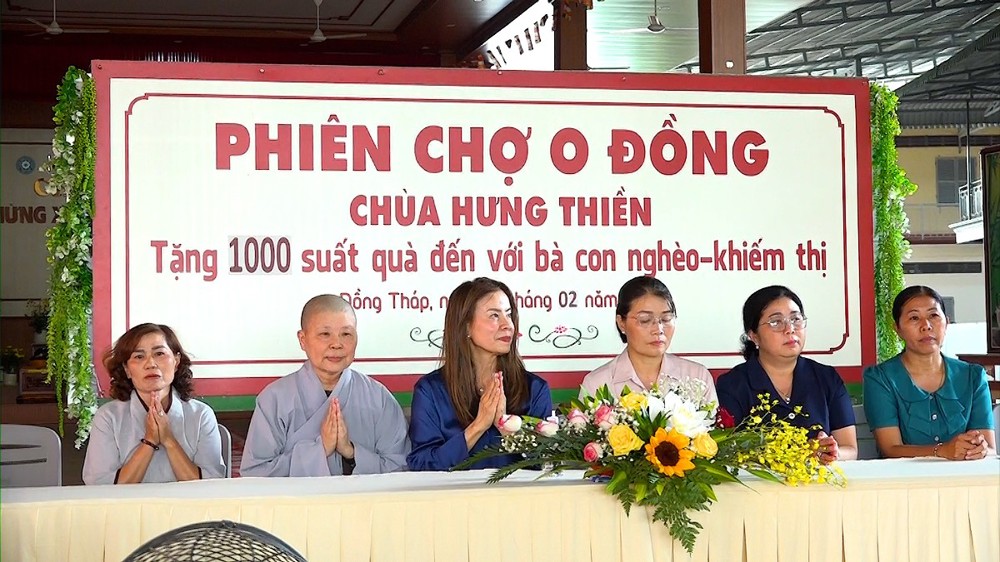 PHIÊN CHỢ O ĐỒNG
CHÙA HƯNG THIỀN
Tặng 1000 suất quà đến với bà con nghèo-khiếm thị
Đồng Tháp, 02 năm